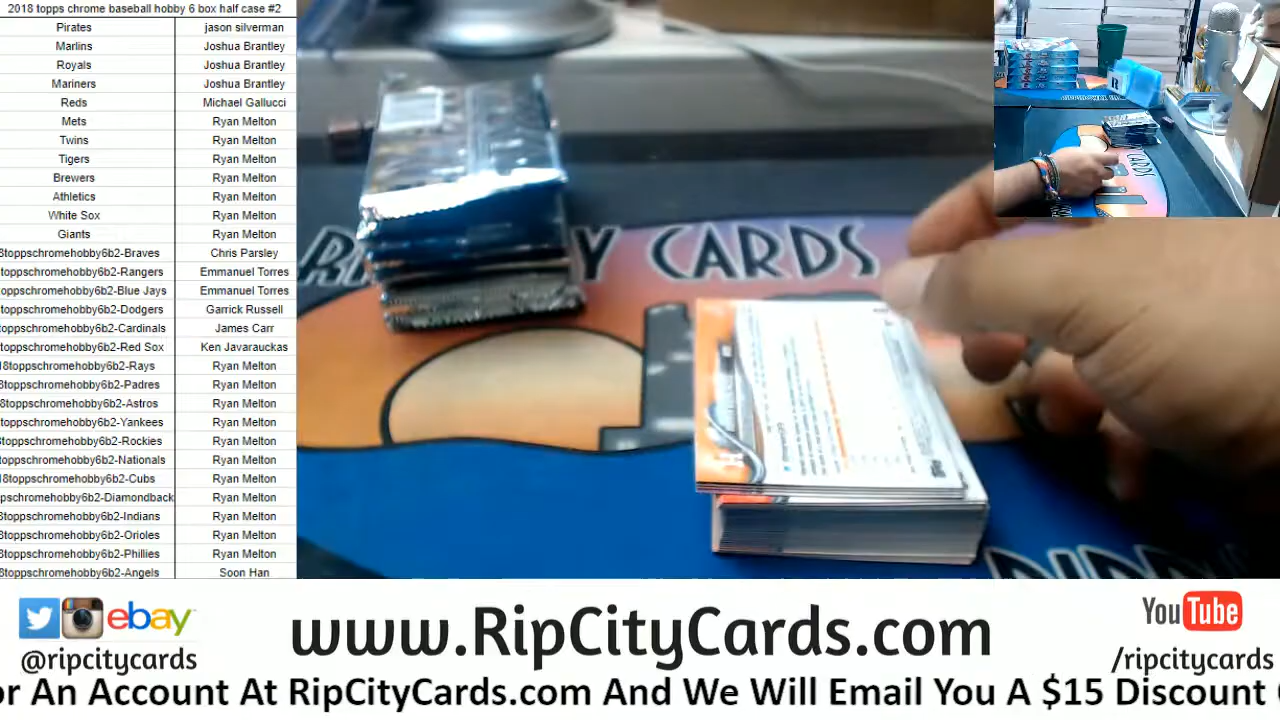 2018 topps chrome baseball hobby 6 box half case #2
Pirates jason silverman
Marlins Joshua Brantley
Royals Joshua Brantley
Mariners Joshua Brantley
Reds Michael Gallucci
Mets Ryan Melton
Twins Ryan Melton
Tigers Ryan Melton
Brewers Ryan Melton
Athletics Ryan Melton
White Sox Ryan Melton
Giants Ryan Melton
8toppschromehobby6b2-Braves Chris Parsley
toppschromehobby6b2-Rangers Emmanuel Torres
oppschromehobby6b2-Blue Jays Emmanuel Torres
toppschromehobby6b2-Dodgers Garrick Russell
toppschromehobby6b2-Cardinals James Carr
toppschromehobby6b2-Red Sox Ken Javarauckas
18toppschromehobby6b2-Rays Ryan Melton
8toppschromehobby6b2-Padres Ryan Melton
8toppschromehobby6b2-Astros Ryan Melton
toppschromehobby6b2-Yankees Ryan Melton
8toppschromehobby6b2-Rockies Ryan Melton
toppschromehobby6b2-Nationals Ryan Melton
18toppschromehobby6b2-Cubs Ryan Melton
pschromehobby6b2-Diamondback Ryan Melton
8toppschromehobby6b2-Indians Ryan Melton
8toppschromehobby6b2-Orioles Ryan Melton
8toppschromehobby6b2-Phillies Ryan Melton
8toppschromehobby6b2-Angels Soon Han
CARDS
CARDS
ebay
@ripcitycards
www.RipCityCards.com
YouTube
/ripcitycards
or An Account At RipCityCards.com And We Will Email You A $15 Discount